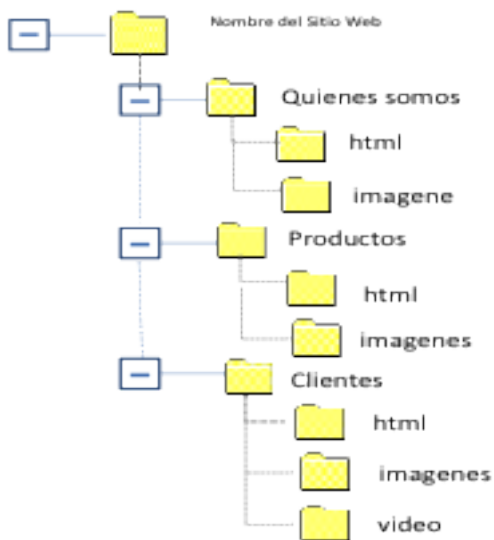 Nombre del Sitio Web
Quienes somos
html
imagene
Productos
html
imagenes
Clientes
html
imagenes
video